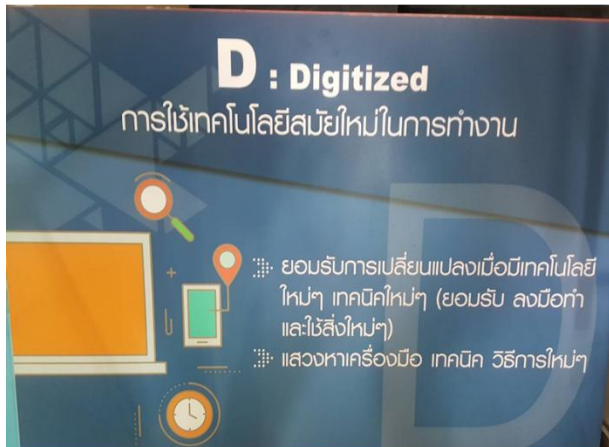 D : Digitized
การใช้เทคโนโลยีสมัยใหม่ในการทำงาน
ยอมรับการเปลี่ยนแปลงเมื่อมีเทคโนโลยี
ใหม่ๆ เทคนิคใหม่ๆ (ยอมรับ ลงมือทำ
และใช้สิ่งใหม่ๆ)
แสวงหาเครื่องมือ เทคนิค วิธีการใหม่ๆ
D